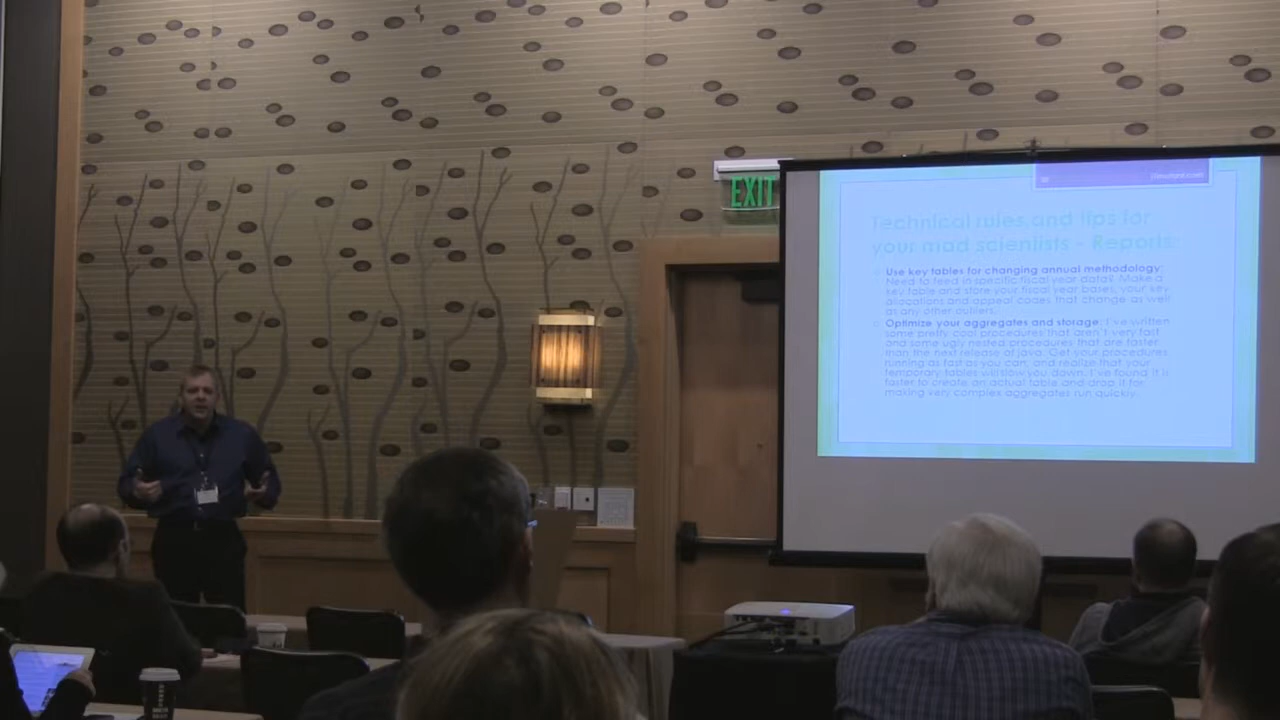 EXIT
Technical rules and tips for
your mad scientists - Reports:
Use key tables for changing annual methodology:
Need to feed in specific fiscal year data? Make a
key table and store your fiscal year bases, your key
allocations and appeal codes that change as well
as any other outliers.
Optimize your aggregates and storage: I've written
some pretty cool procedures that aren't very fast
and some ugly nested procedures that are faster
than the next release of java. Get your procedures
running as fast as you can, and realize that your
temporary tables will slow you down. I've found it is
faster to create an actual table and drop it for
making very complex aggregates run quickly.